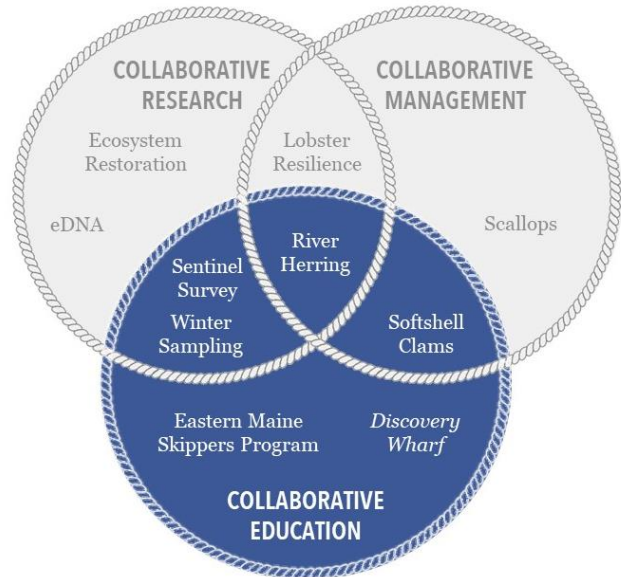 COLLABORATIVE
RESEARCH
COLLABORATIVE
MANAGEMENT
Ecosystem
Restoration
Lobster
Resilience
eDNA
Scallops
River
Herring
Sentinel
Survey
Winter
Sampling
Softshell
Clams
Eastern Maine
Skippers Program
Discovery
Wharf
COLLABORATIVE
EDUCATION